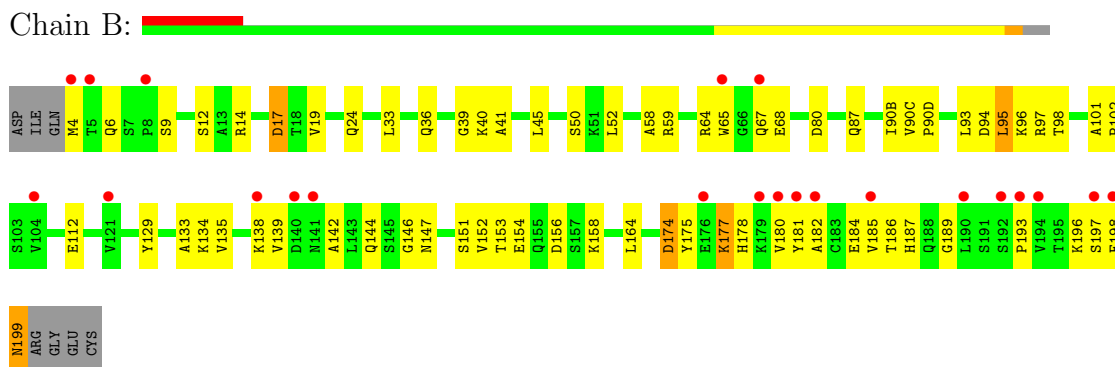 Chain B:
ASP ILE GLN M4 T5 Q6 S7 P8 S9 S12 A13 R14 D17 T18 V19 Q24 L33 Q36 G39 K40 A41 L45 S50 K51 L52 A58 R59 R64 W65 G66 Q67 E68 D80 Q87 I90B V90C P90D L93 D94 L95 K96 R97 T98 A101
S103 V104 E112 V121 Y129 A133 K134 V135 K138 V139 D140 N141 A142 L143 Q144 S145 G146 N147 S151 V152 T153 E154 Q155 D156 S157 K158 L164 D174 Y175 E176 K177 H178 K179 V180 Y181 A182 C183 E184 V185 T186 H187 Q188 G189 L190 S191 S192 P193 V194 T195 K196 S197
N199 ARG GLY GLU CYS